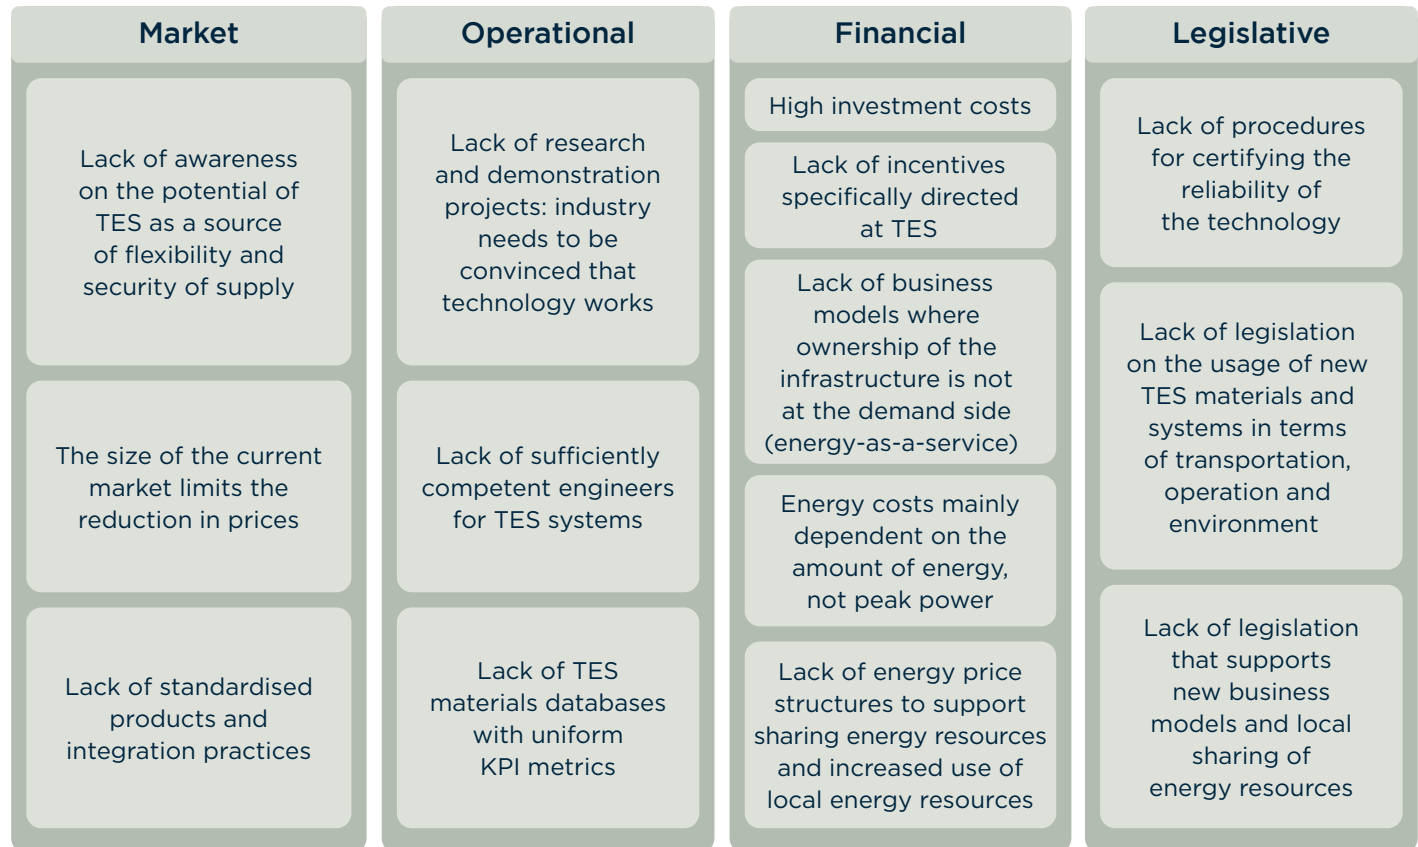 Market
Lack of awareness
on the potential of
TES as a source
of flexibility and
security of supply
The size of the current
market limits the
reduction in prices
Lack of standardised
products and
integration practices
Operational
Lack of research
and demonstration
projects: industry
needs to be
convinced that
technology works
Lack of sufficiently
competent engineers
for TES systems
Lack of TES
materials databases
with uniform
KPI metrics
Financial
High investment costs
Lack of incentives
specifically directed
at TES
Lack of business
models where
ownership of the
infrastructure is not
at the demand side
(energy-as-a-service)
Energy costs mainly
dependent on the
amount of energy,
not peak power
Lack of energy price
structures to support
sharing energy resources
and increased use of
local energy resources
Legislative
Lack of procedures
for certifying the
reliability of
the technology
Lack of legislation
on the usage of new
TES materials and
systems in terms
of transportation,
operation and
environment
Lack of legislation
that supports
new business
models and local
sharing of
energy resources